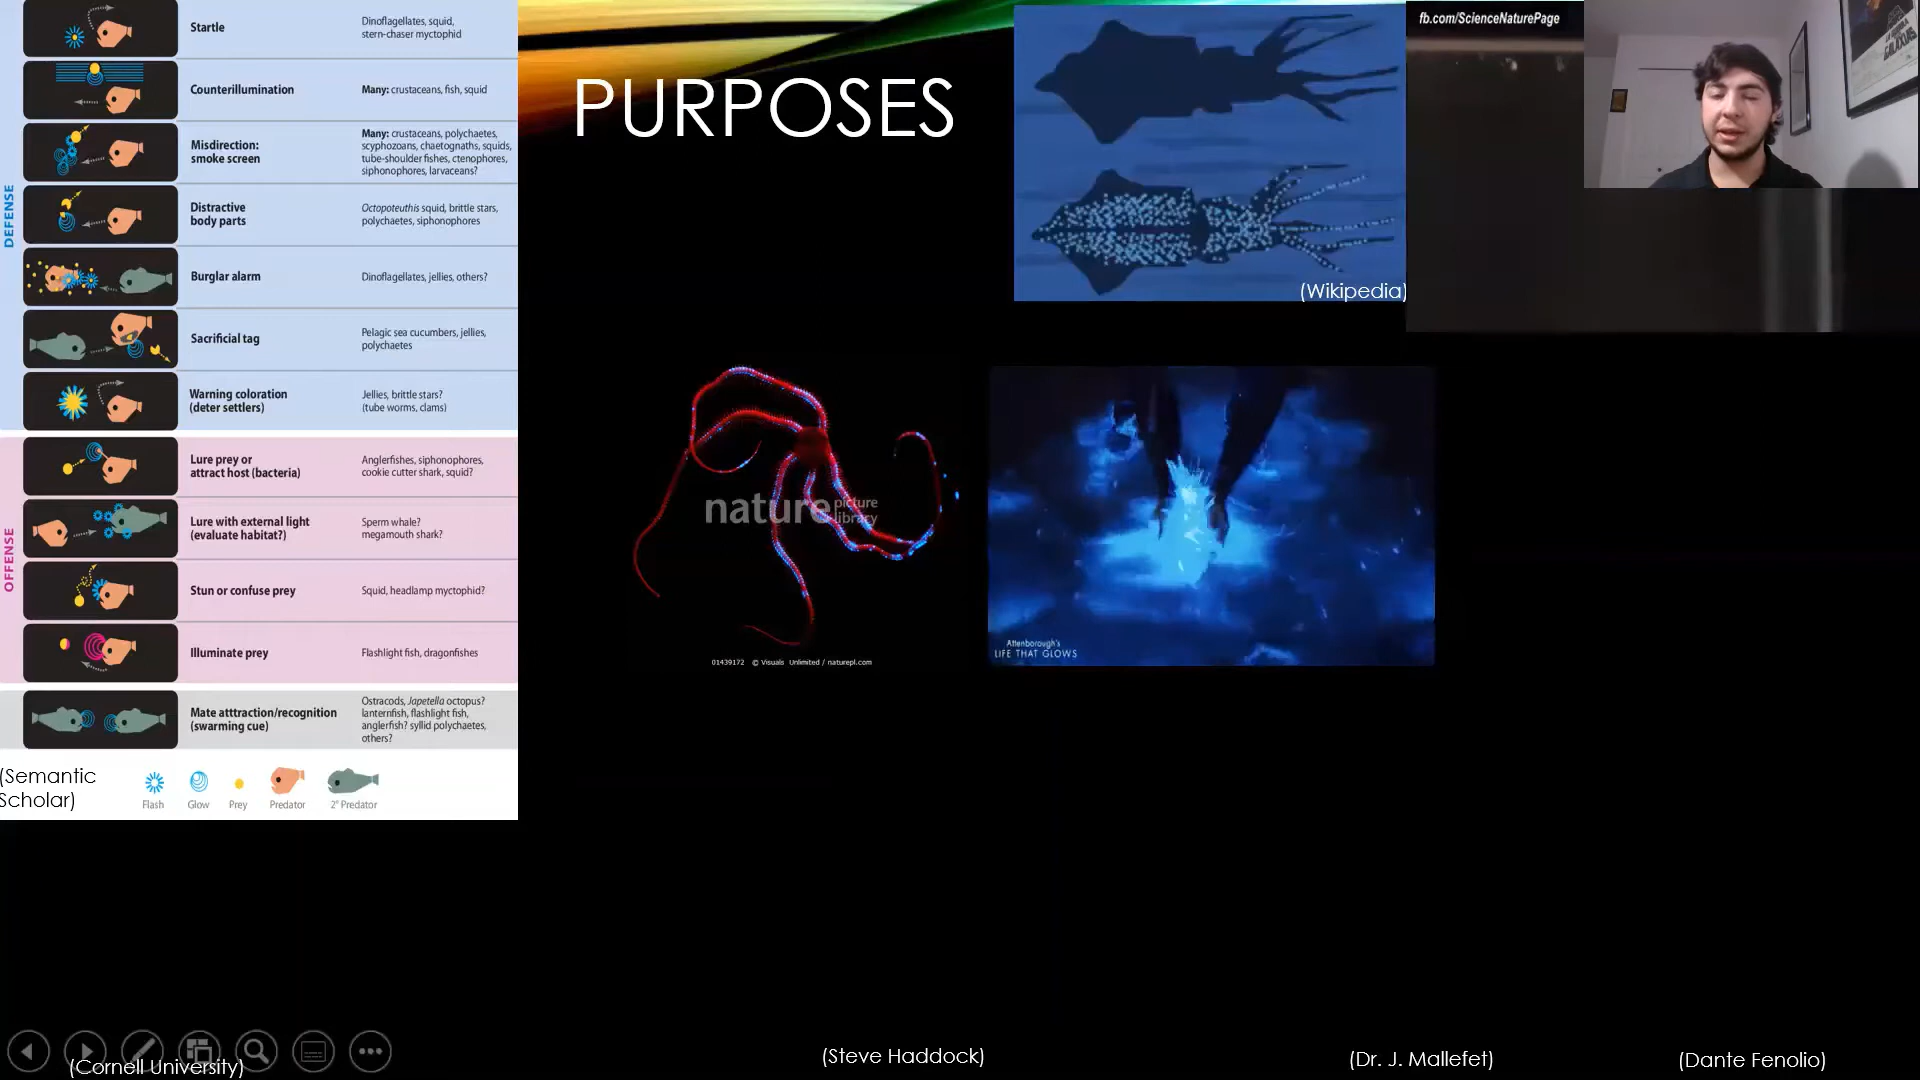 DEFENSE
Startle
Dinoflagellates, squid,
stern-chaser myctophid
Counterillumination
Many: crustaceans, fish, squid
Misdirection:
smoke screen
Many: crustaceans, polychaetes,
scyphozoans, chaetognaths, squids,
tube-shoulder fishes, ctenophores,
siphonophores, larvaceans?
Distractive
body parts
Octopoteuthis squid, brittle stars,
polychaetes, siphonophores
Burglar alarm
Dinoflagellates, jellies, others?
Sacrificial tag
Pelagic sea cucumbers, jellies,
polychaetes
Warning coloration
(deter settlers)
Jellies, brittle stars?
(tube worms, clams)
OFFENSE
Lure prey or
attract host (bacteria)
Anglerfishes, siphonophores,
cookie cutter shark, squid?
Lure with external light
(evaluate habitat?)
Sperm whale?
megamouth shark?
Stun or confuse prey
Squid, headlamp myctophid?
Illuminate prey
Flashlight fish, dragonfishes
Mate atttraction/recognition
(swarming cue)
Ostracods, Japetella octopus?
lanternfish, flashlight fish,
anglerfish? syllid polychaetes,
others?
(Semantic
Scholar)
Flash
Glow
Prey
Predator
2° Predator
PURPOSES
(Wikipedia)
fb.com/ScienceNaturePage
nature picture
library
01439172 © Visuals Unlimited / naturepl.com
Attenborough's
LIFE THAT GLOWS
(Cornell University)
(Steve Haddock)
(Dr. J. Mallefet)
(Dante Fenolio)